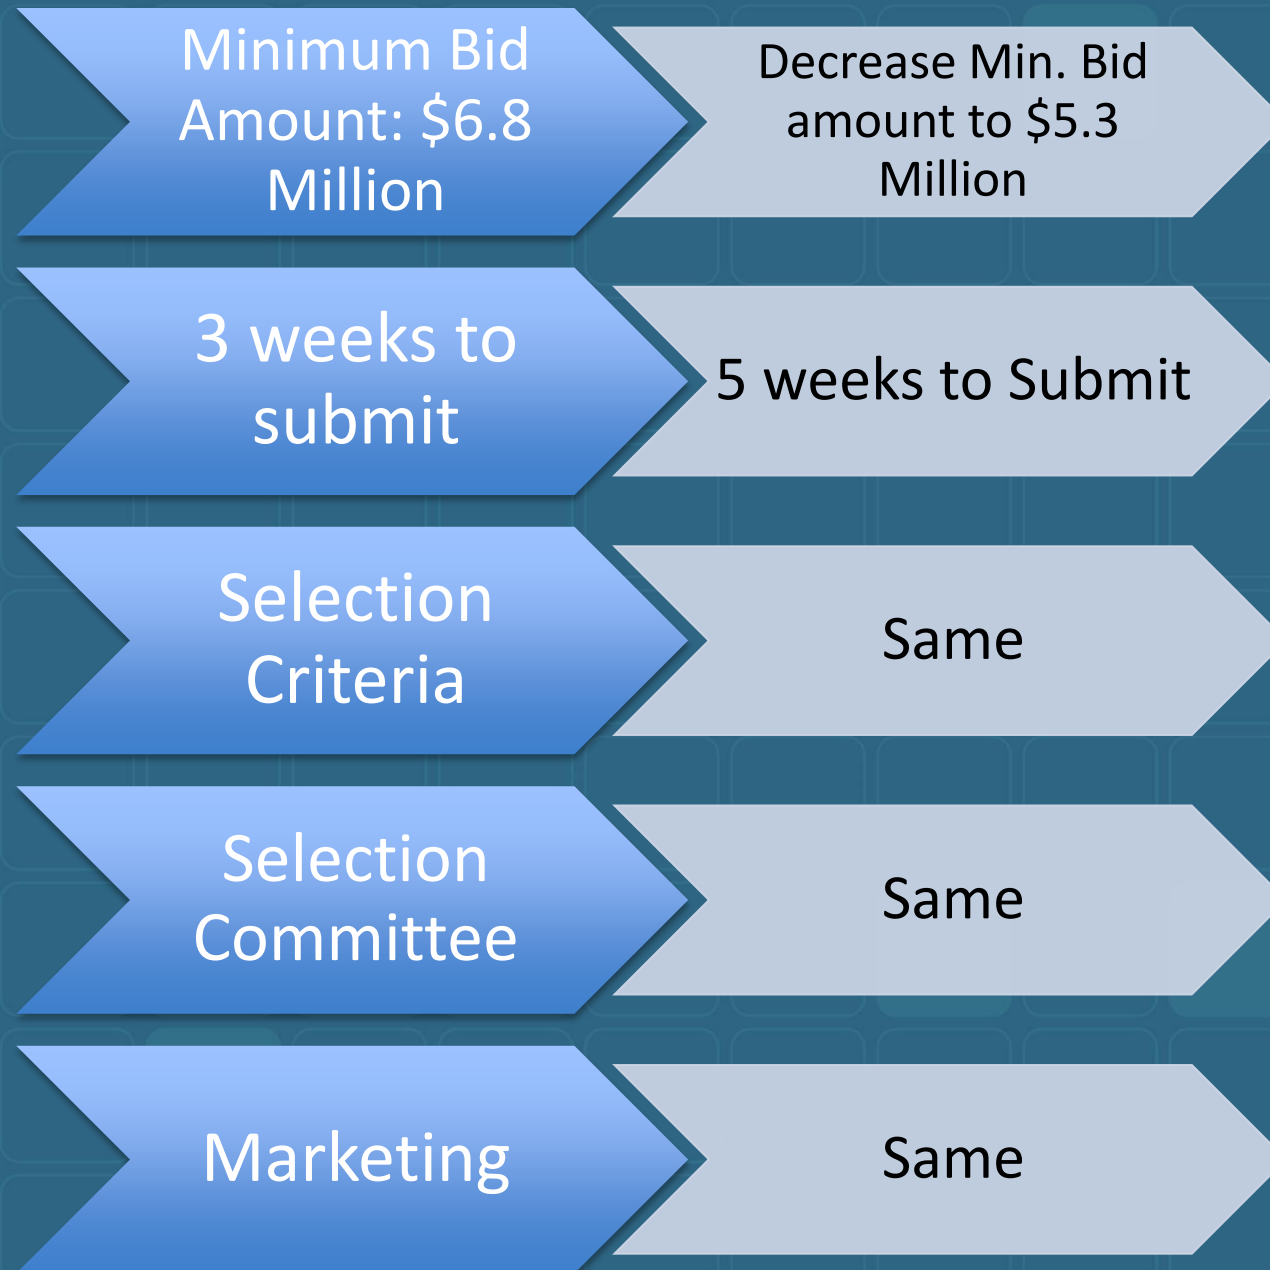 Minimum Bid
Amount: $6.8
Million
Decrease Min. Bid
amount to $5.3
Million
3 weeks to
submit
5 weeks to Submit
Selection
Criteria
Same
Selection
Committee
Same
Marketing
Same